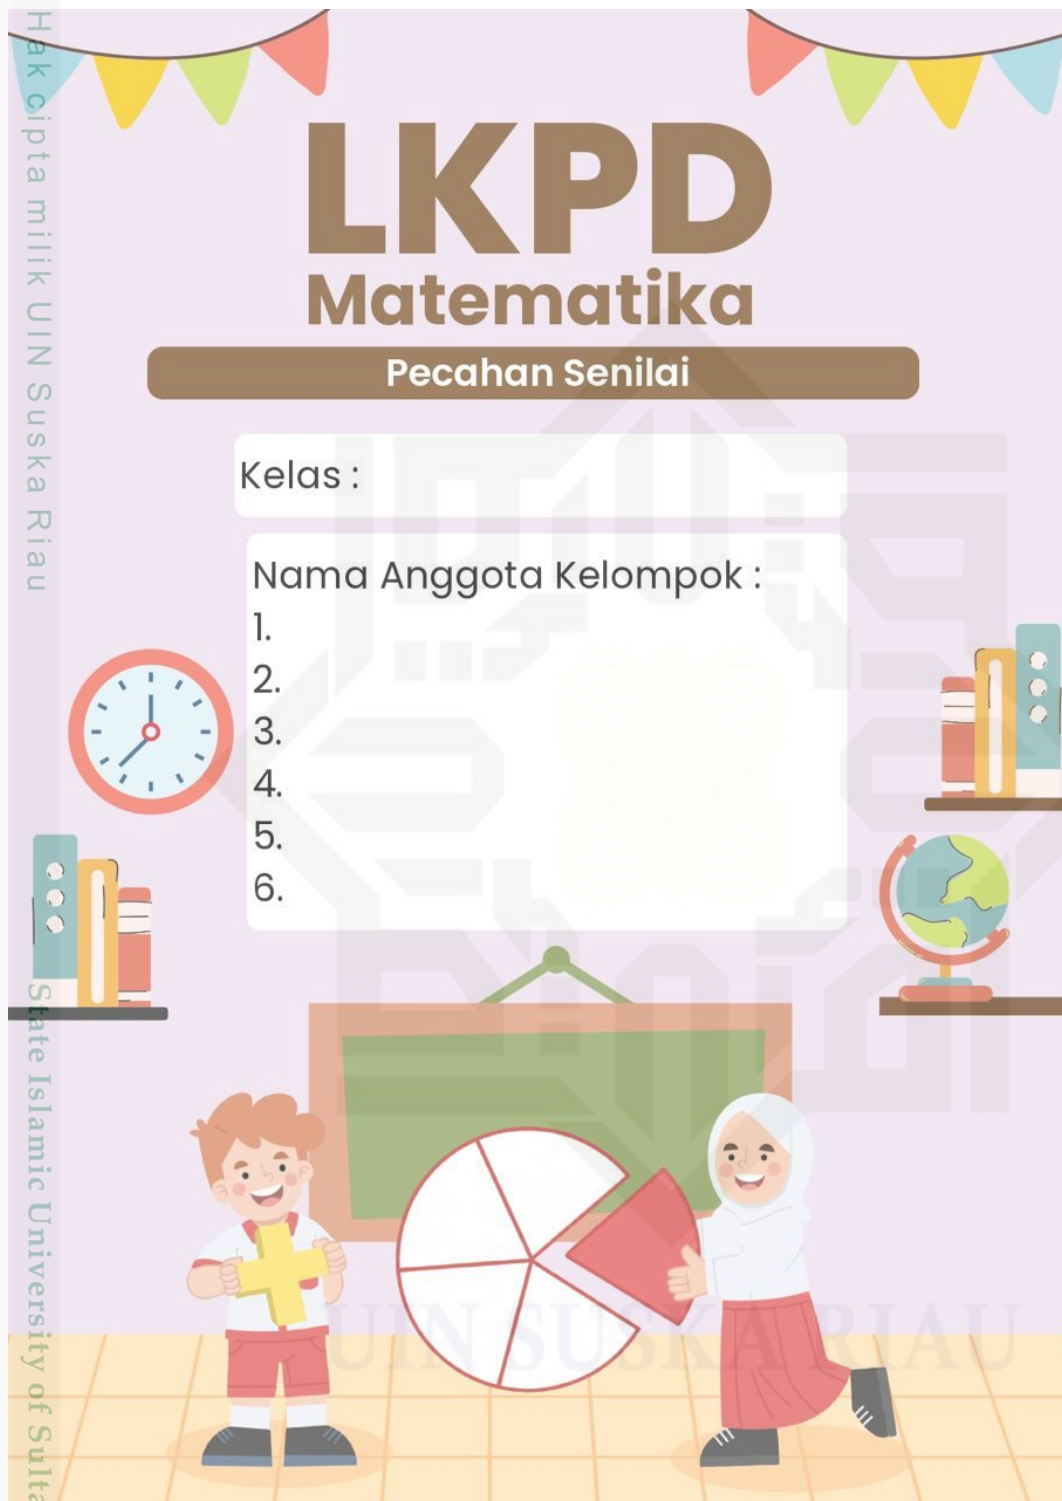 LKPD
Matematika
Pecahan Senilai
Kelas :
Nama Anggota Kelompok :
1.
2.
3.
4.
5.
6.
Hak cipta milik UIN Suska Riau
State Islamic University of Sulta
UIN SUSKA RIAU